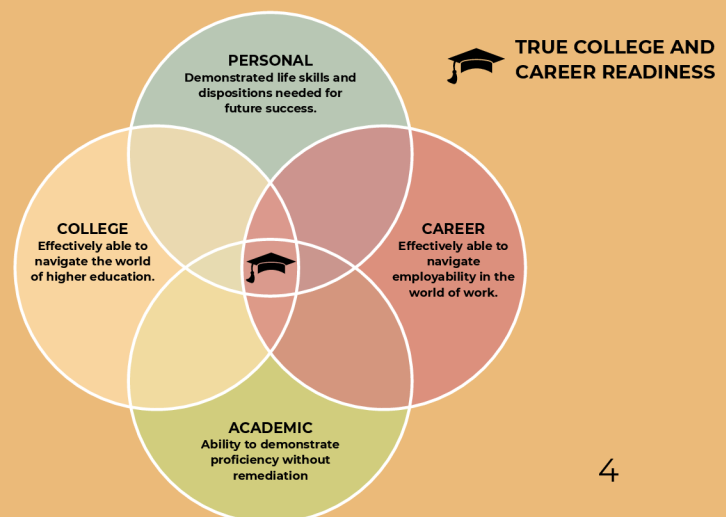 TRUE COLLEGE AND
CAREER READINESS
PERSONAL
Demonstrated life skills and
dispositions needed for
future success.
COLLEGE
Effectively able to
navigate the world
of higher education.
CAREER
Effectively able to
navigate
employability in the
world of work.
ACADEMIC
Ability to demonstrate
proficiency without
remediation
4